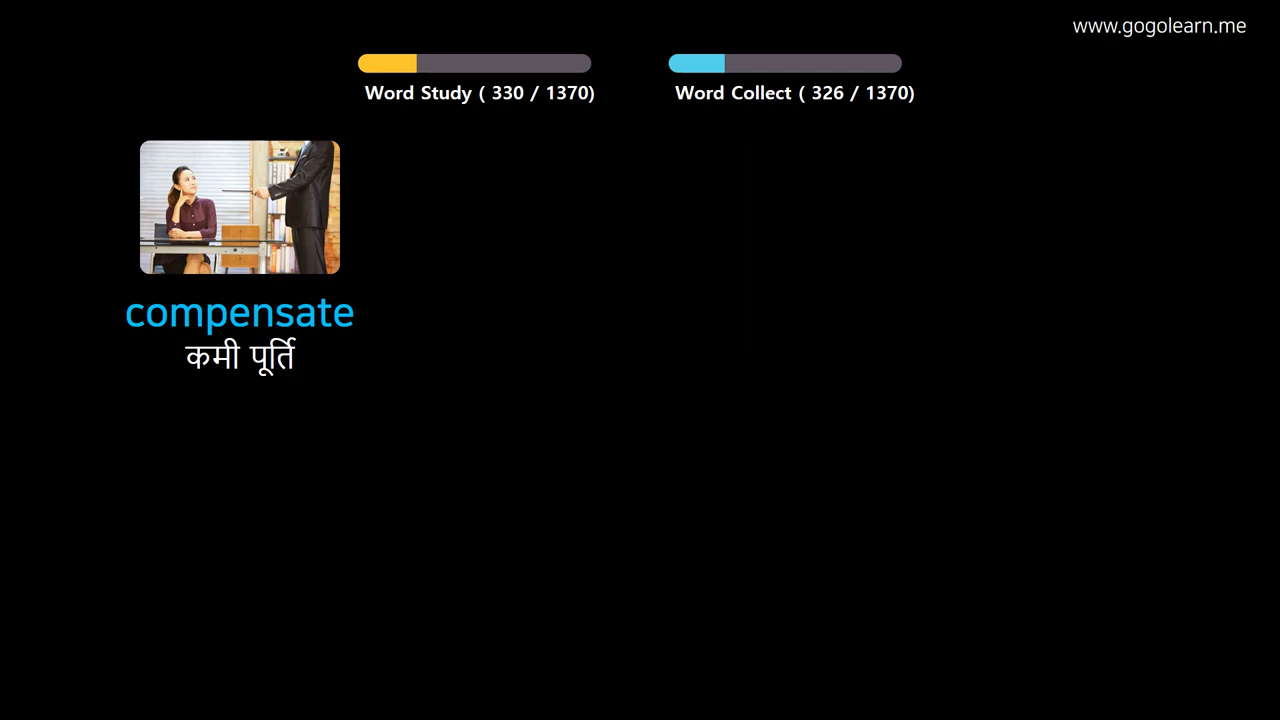 www.gogolearn.me
Word Study ( 330 / 1370)
Word Collect ( 326 / 1370)
compensate
कमी पूर्ति